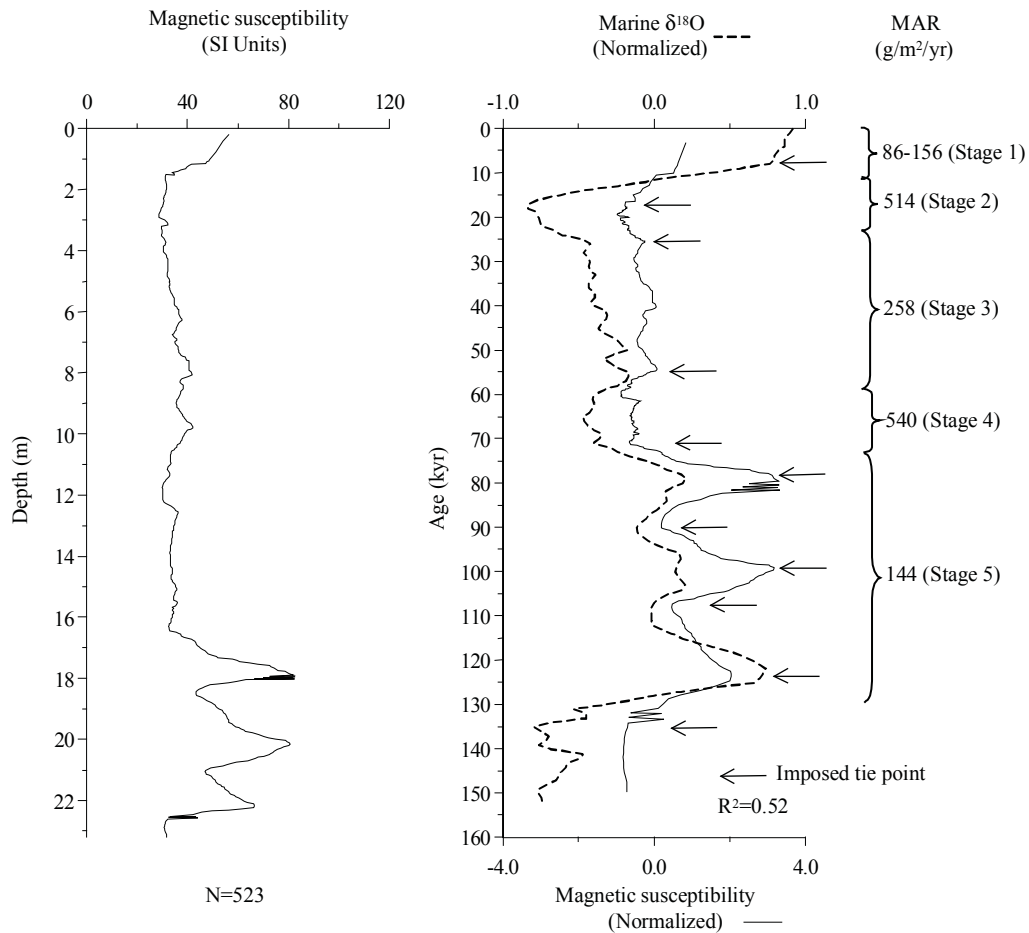 Magnetic susceptibility
(SI Units)
0 40 80 120
0
2
4
6
8
10
12
14
16
18
20
22
Depth (m)
N=523
Marine δ¹⁸O
(Normalized)
-1.0 0.0 1.0
0
10
20
30
40
50
60
70
80
90
100
110
120
130
140
150
160
Age (kyr)
-4.0 0.0 4.0
Magnetic susceptibility
(Normalized)
Imposed tie point
R²=0.52
MAR
(g/m²/yr)
86-156 (Stage 1)
514 (Stage 2)
258 (Stage 3)
540 (Stage 4)
144 (Stage 5)